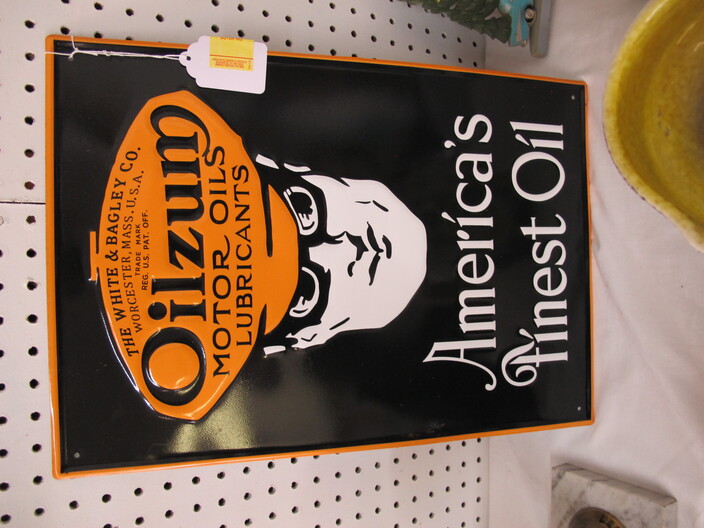 THE WHITE & BAGLEY CO.
WORCESTER, MASS. U.S.A.
TRADE MARK
REG. U.S. PAT. OFF.
Oilzum
MOTOR OILS
LUBRICANTS
America's
Finest Oil